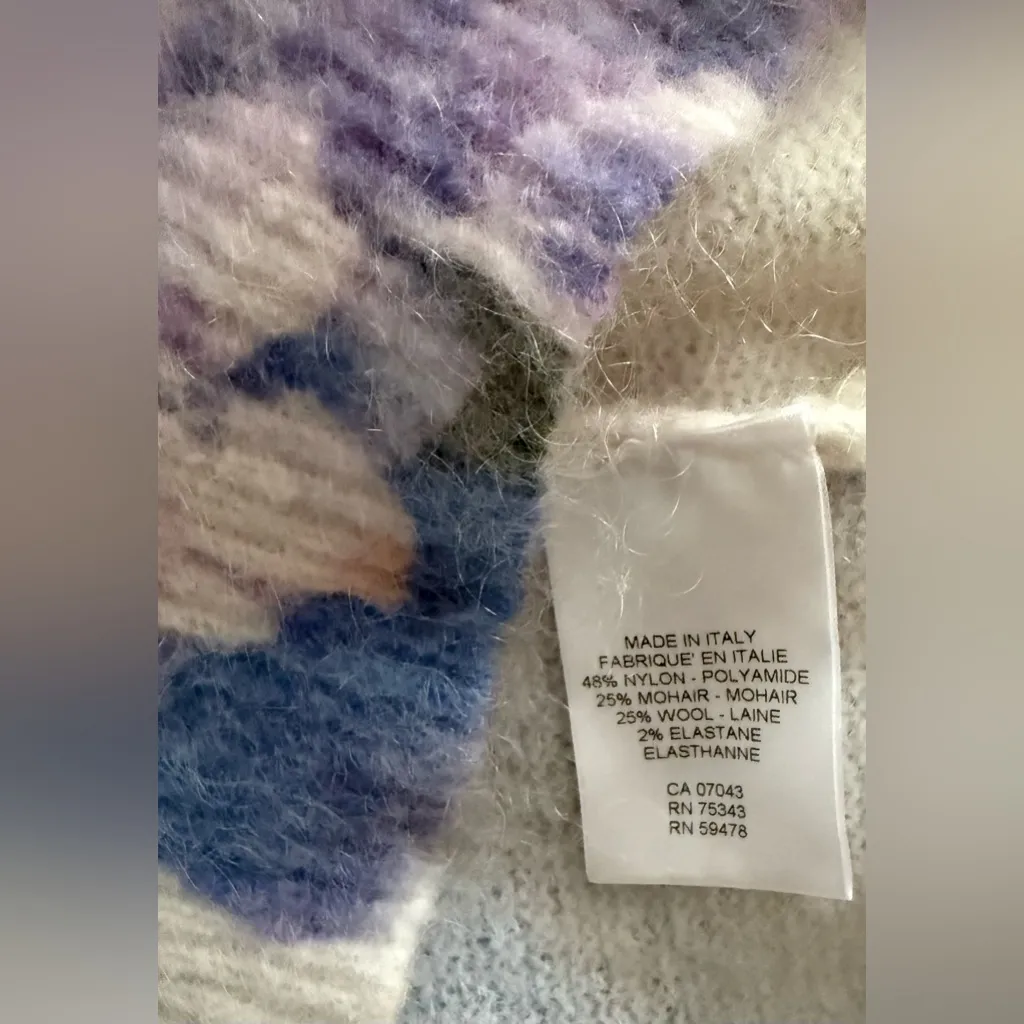 MADE IN ITALY
FABRIQUE' EN ITALIE
48% NYLON - POLYAMIDE
25% MOHAIR - MOHAIR
25% WOOL - LAINE
2% ELASTANE
ELASTHANNE
CA 07043
RN 75343
RN 59478